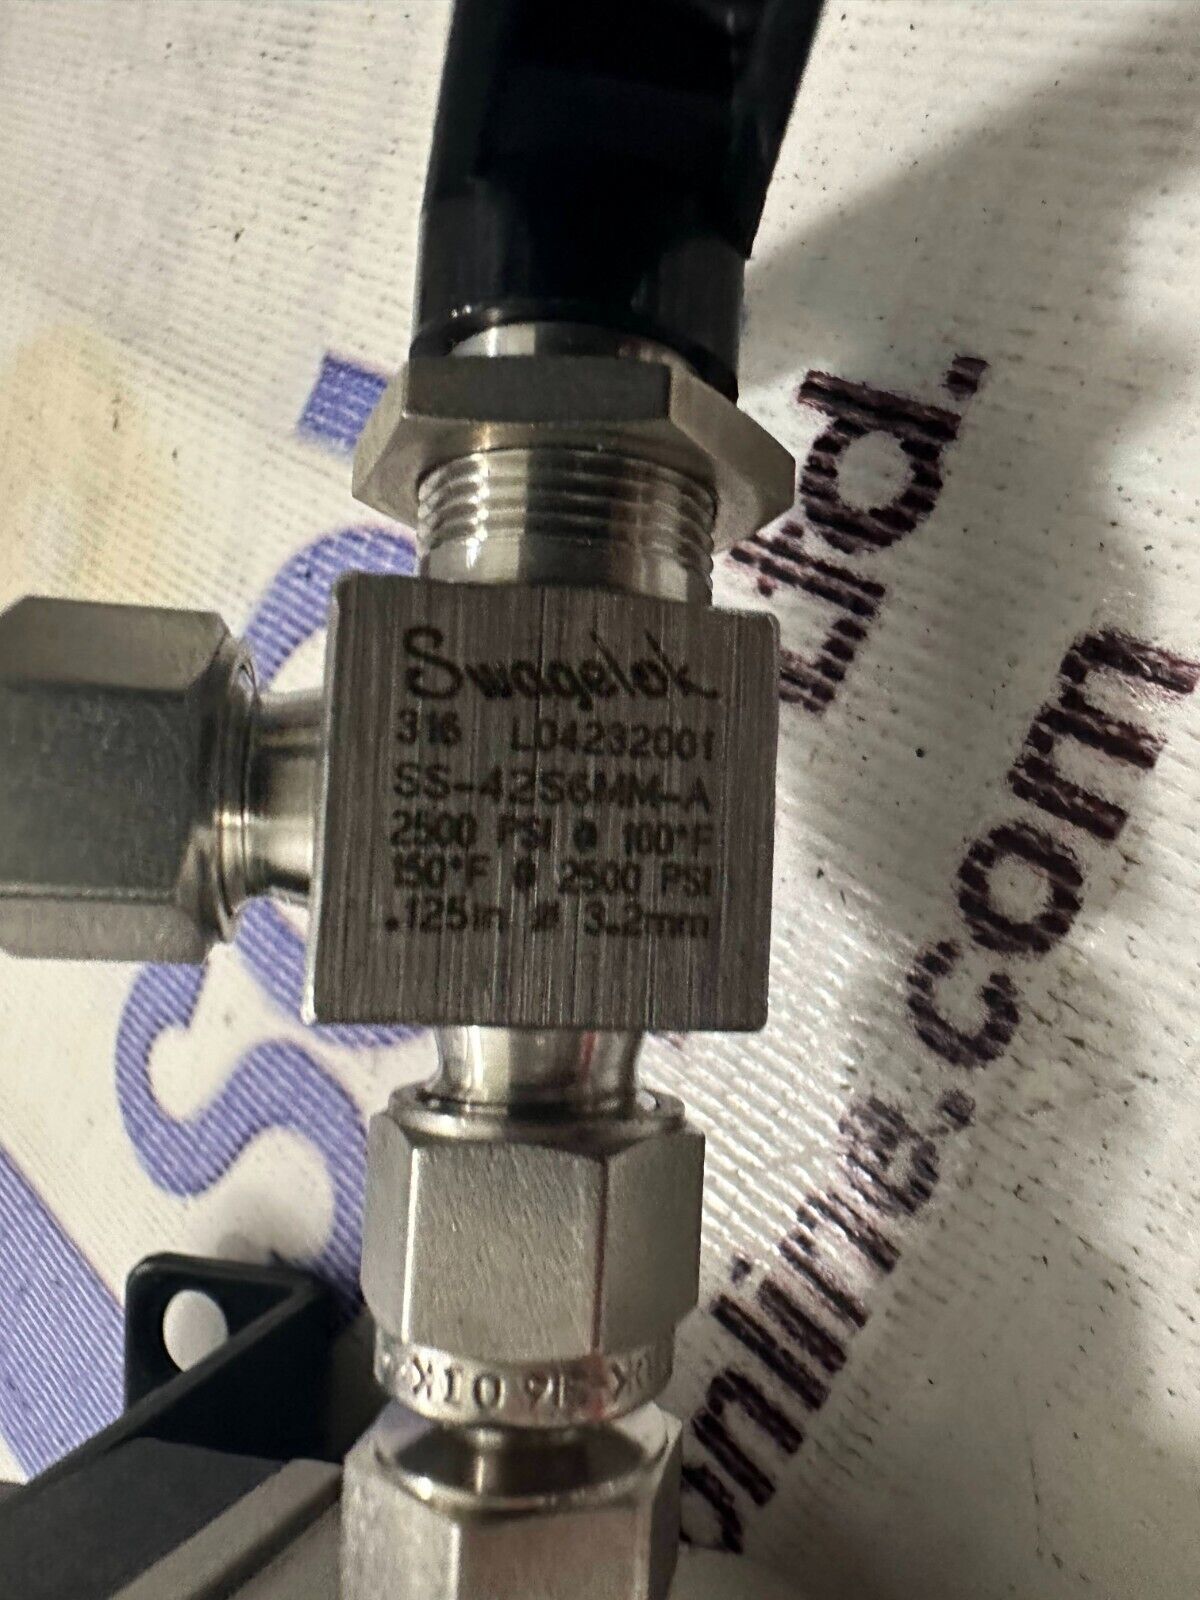 Swagelok
316 L04232001
SS-42S6MM-A
2500 PSI @ 100°F
150°F @ 2500 PSI
.125in ⌀ 3.2mm
Ltd.
online.com